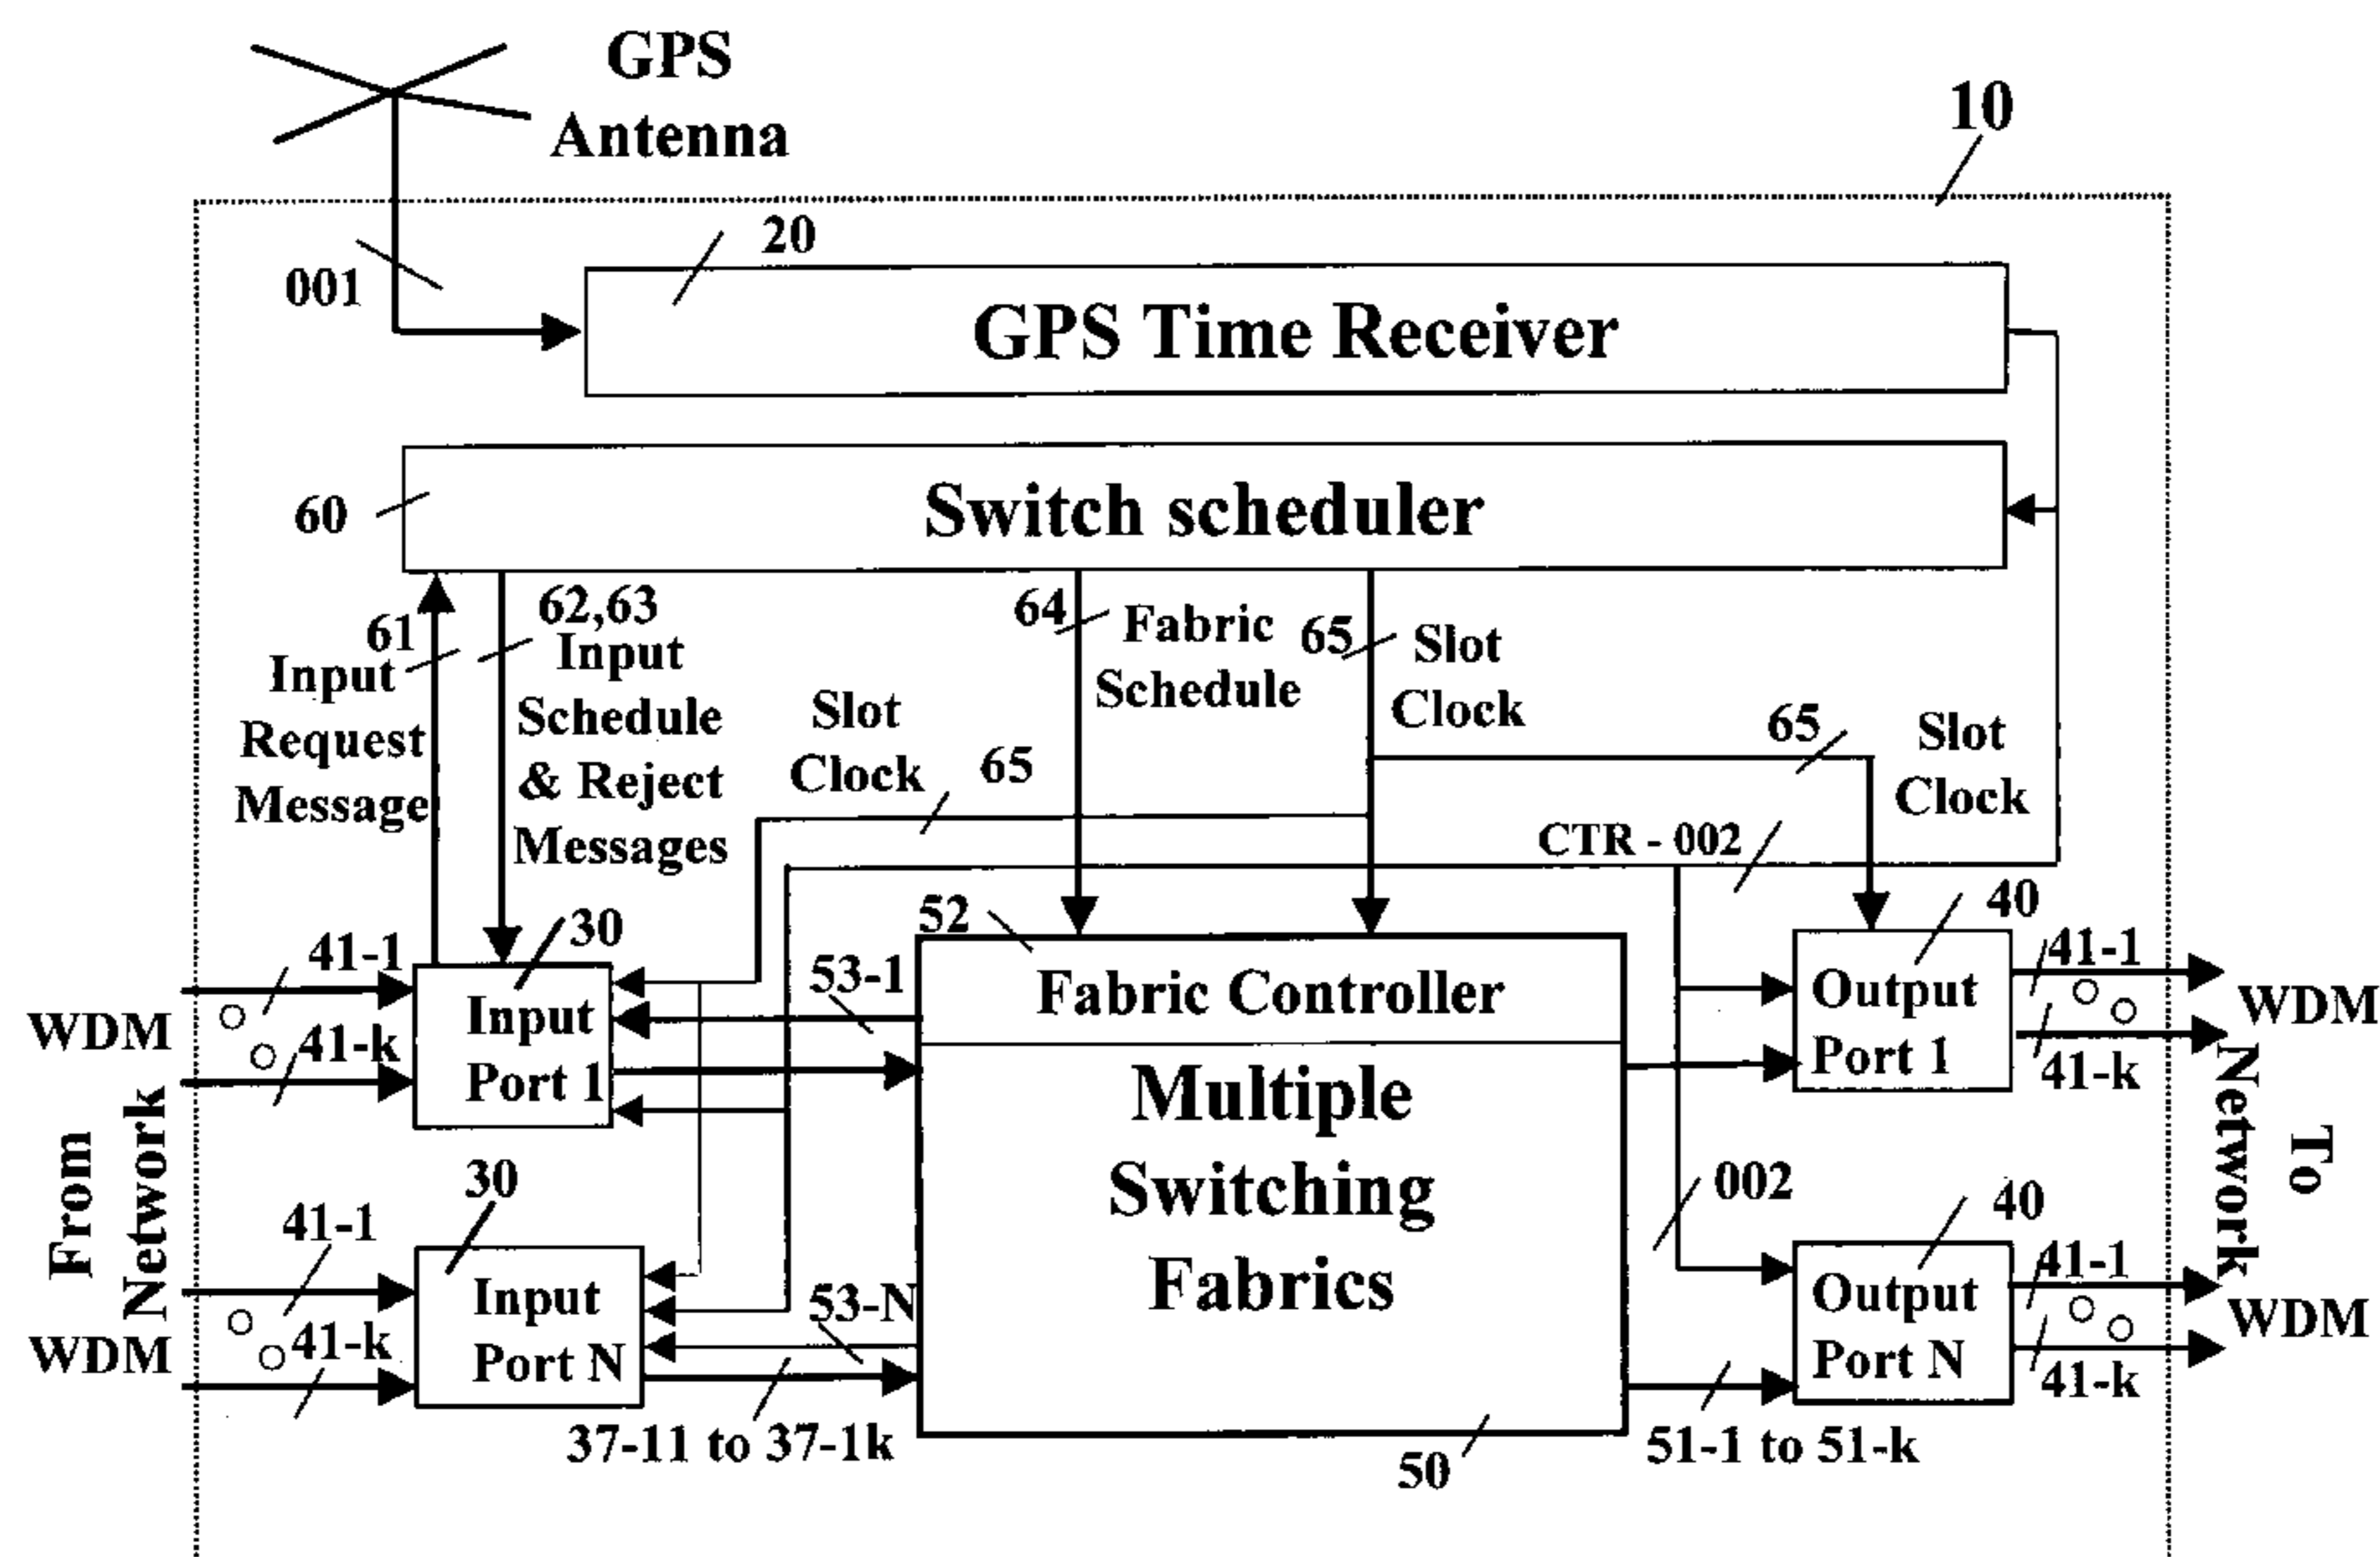 GPS
Antenna
10
001
20
GPS Time Receiver
60
Switch scheduler
61
Input
Request
Message
62,63
Input
Schedule
& Reject
Messages
64
Fabric
Schedule
65
Slot
Clock
Slot
Clock
65
65
Slot
Clock
CTR - 002
WDM
From
Network
WDM
41-1
41-k
30
Input
Port 1
53-1
52
Fabric Controller
Multiple
Switching
Fabrics
50
40
Output
Port 1
41-1
41-k
WDM
To
Network
WDM
30
41-1
41-k
Input
Port N
53-N
37-11 to 37-1k
002
40
Output
Port N
41-1
41-k
51-1 to 51-k